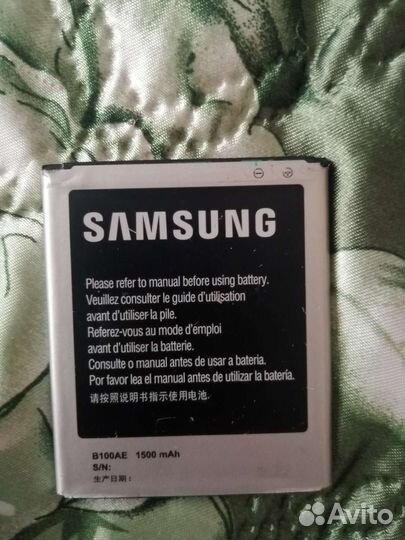 SAMSUNG
Please refer to manual before using battery.
Veuillez consulter le guide d'utilisation
avant d'utiliser la pile.
Referez-vous au mode d'emploi
avant d'utiliser la batterie.
Consulte o manual antes de usar a bateria.
Por favor lea el manual antes de utilizar la batería.
请按照说明书指示使用电池.
B100AE 1500 mAh
S/N:
生产日期:
Avito